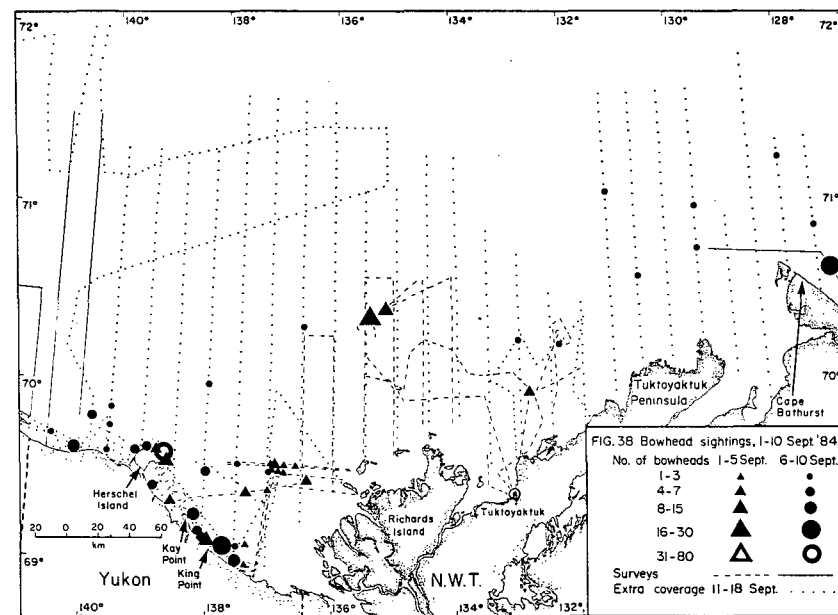 72°
140°
138°
136°
134°
132°
130°
128°
72°
71°
71°
70°
70°
Tuktoyaktuk
Peninsula
Cape
Bathurst
Herschel
Island
20 0 20 40 60
km
Kay
Point
King
Point
Richards
Island
Tuktoyaktuk
69°
Yukon
N.W.T.
140°
138°
136°
134°
132°
FIG. 38 Bowhead sightings, 1-10 Sept '84
No. of bowheads 1-5 Sept. 6-10 Sept.
1-3
4-7
8-15
16-30
31-80
Surveys
Extra coverage 11-18 Sept.